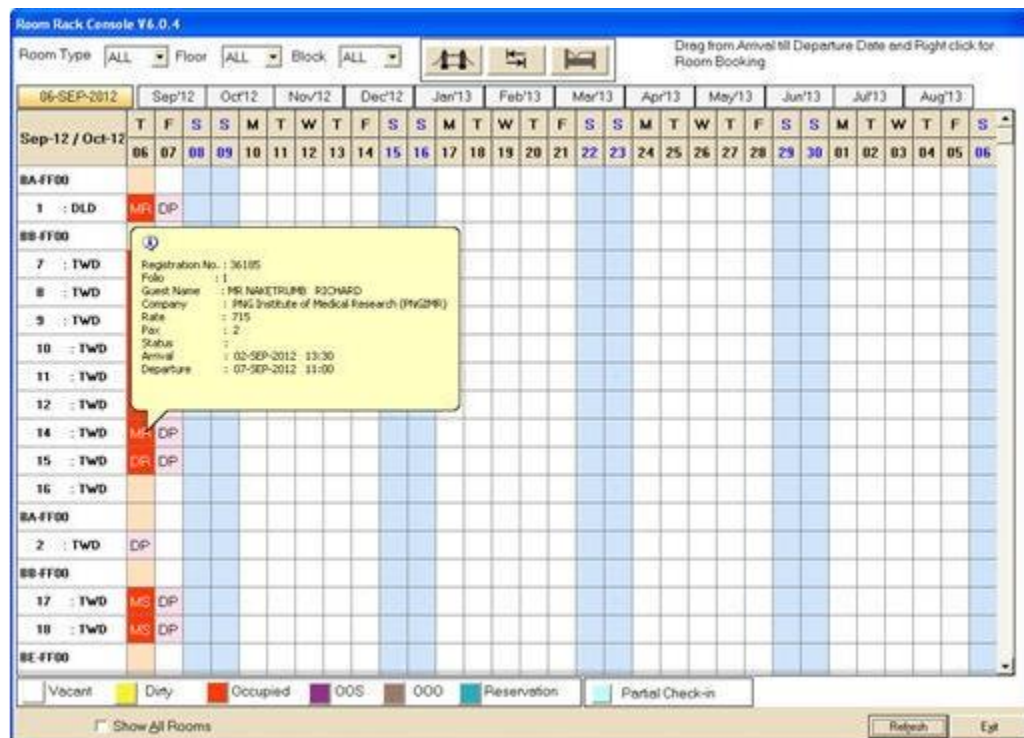 Room Rack Console V6.0.4
Room Type ALL Floor ALL Block ALL
Drag from Arrival till Departure Date and Right click for
Room Booking
06-SEP-2012 Sep'12 Oct'12 Nov'12 Dec'12 Jan'13 Feb'13 Mar'13 Apr'13 May'13 Jun'13 Jul'13 Aug'13
Sep-12 / Oct-12
T F S S M T W T F S S M T W T F S S M T W T F S S M T W T F S
06 07 08 09 10 11 12 13 14 15 16 17 18 19 20 21 22 23 24 25 26 27 28 29 30 01 02 03 04 05 06
BA-FF00
1 : DLD MR DP
BB-FF00
7 : TWD
8 : TWD
9 : TWD
10 : TWD
11 : TWD
12 : TWD
Registration No. : 36185
Folio : 1
Guest Name : MR NAKETRUMB RICHARD
Company : PNG Institute of Medical Research (PNGIMR)
Rate : 715
Pax : 2
Status :
Arrival : 02-SEP-2012 13:30
Departure : 07-SEP-2012 11:00
14 : TWD MR DP
15 : TWD DR DP
16 : TWD
BA-FF00
2 : TWD DP
BB-FF00
17 : TWD MS DP
18 : TWD MS DP
BE-FF00
Vacant Dirty Occupied OOS OOO Reservation Partial Check-in
Show All Rooms Refresh Exit